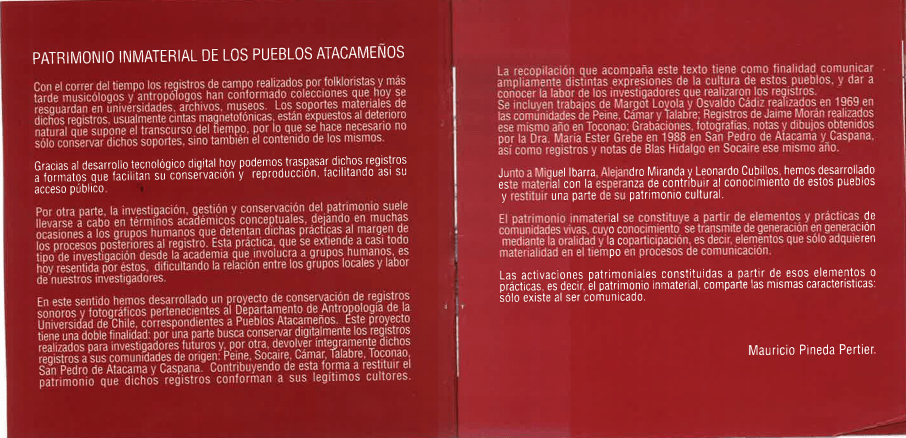 PATRIMONIO INMATERIAL DE LOS PUEBLOS ATACAMEÑOS
Con el correr del tiempo los registros de campo realizados por folkloristas y más
tarde musicólogos y antropólogos han conformado colecciones que hoy se
resguardan en universidades, archivos, museos. Los soportes materiales de
dichos registros, usualmente cintas magnetofónicas, están expuestos al deterioro
natural que supone el transcurso del tiempo, por lo que se hace necesario no
sólo conservar dichos soportes, sino también el contenido de los mismos.
Gracias al desarrollo tecnológico digital hoy podemos traspasar dichos registros
a formatos que facilitan su conservación y reproducción, facilitando así su
acceso público.
Por otra parte, la investigación, gestión y conservación del patrimonio suele
llevarse a cabo en términos académicos conceptuales, dejando en muchas
ocasiones a los grupos humanos que detentan dichas prácticas al margen de
los procesos posteriores al registro. Esta práctica, que se extiende a casi todo
tipo de investigación desde la academia que involucra a grupos humanos, es
hoy resentida por éstos, dificultando la relación entre los grupos locales y labor
de nuestros investigadores.
En este sentido hemos desarrollado un proyecto de conservación de registros
sonoros y fotográficos pertenecientes al Departamento de Antropología de la
Universidad de Chile, correspondientes a Pueblos Atacameños. Este proyecto
tiene una doble finalidad: por una parte busca conservar digitalmente los registros
realizados para investigadores futuros y, por otra, devolver íntegramente dichos
registros a sus comunidades de origen: Peine, Socaire, Cámar, Talabre, Toconao,
San Pedro de Atacama y Caspana. Contribuyendo de esta forma a restituir el
patrimonio que dichos registros conforman a sus legítimos cultores.
La recopilación que acompaña este texto tiene como finalidad comunicar
ampliamente distintas expresiones de la cultura de estos pueblos, y dar a
conocer la labor de los investigadores que realizaron los registros.
Se incluyen trabajos de Margot Loyola y Osvaldo Cádiz realizados en 1969 en
las comunidades de Peine, Cámar y Talabre; Registros de Jaime Morán realizados
ese mismo año en Toconao; Grabaciones, fotografías, notas y dibujos obtenidos
por la Dra. María Ester Grebe en 1988 en San Pedro de Atacama y Caspana,
así como registros y notas de Blas Hidalgo en Socaire ese mismo año.
Junto a Miguel Ibarra, Alejandro Miranda y Leonardo Cubillos, hemos desarrollado
este material con la esperanza de contribuir al conocimiento de estos pueblos
y restituir una parte de su patrimonio cultural.
El patrimonio inmaterial se constituye a partir de elementos y prácticas de
comunidades vivas, cuyo conocimiento se transmite de generación en generación
mediante la oralidad y la coparticipación, es decir, elementos que sólo adquieren
materialidad en el tiempo en procesos de comunicación.
Las activaciones patrimoniales constituidas a partir de esos elementos o
prácticas, es decir, el patrimonio inmaterial, comparte las mismas características:
sólo existe al ser comunicado.
Mauricio Pineda Pertier.